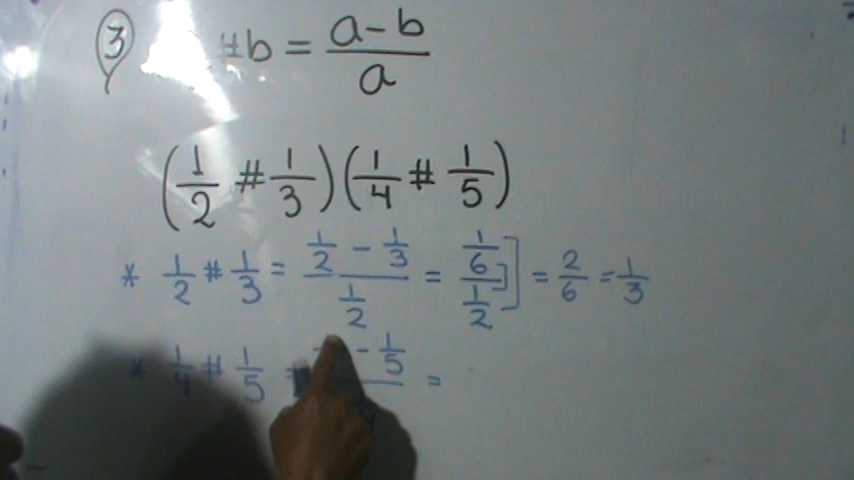 3 #b = (a-b)/a
(1/2 # 1/3)(1/4 # 1/5)
* 1/2 # 1/3 = (1/2 - 1/3)/(1/2) = (1/6)/(1/2) = 2/6 = 1/3
* 1/4 # 1/5 = - 1/5 =